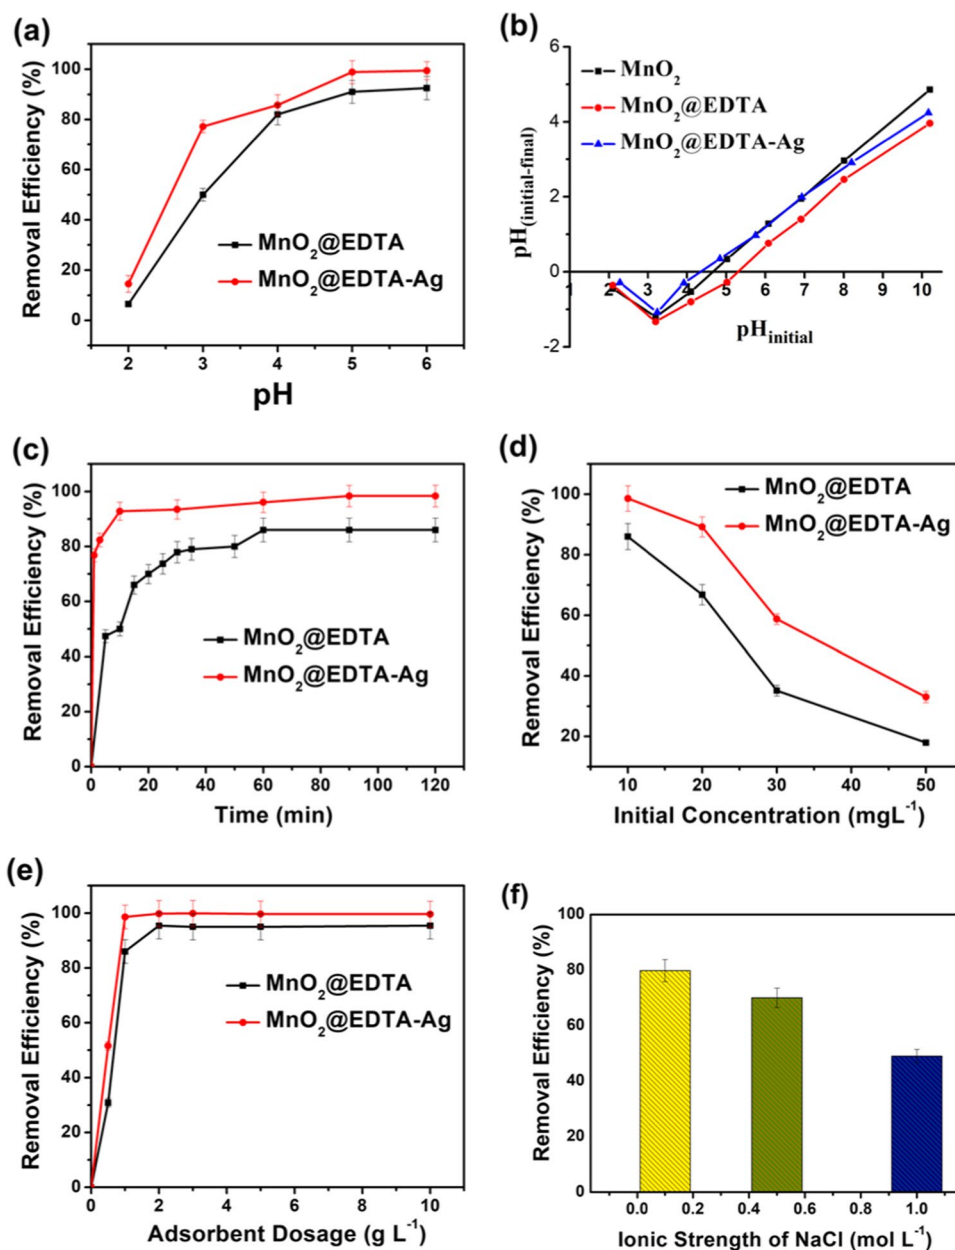 (a)
Removal Efficiency (%)
100
80
60
40
20
0
MnO2@EDTA
MnO2@EDTA-Ag
2 3 4 5 6
pH
(b)
pH(initial-final)
6
4
2
0
-2
MnO2
MnO2@EDTA
MnO2@EDTA-Ag
2 3 4 5 6 7 8 9 10
pHinitial
(c)
Removal Efficiency (%)
100
80
60
40
20
0
MnO2@EDTA
MnO2@EDTA-Ag
0 20 40 60 80 100 120
Time (min)
(d)
Removal Efficiency (%)
100
80
60
40
20
MnO2@EDTA
MnO2@EDTA-Ag
10 20 30 40 50
Initial Concentration (mgL-1)
(e)
Removal Efficiency (%)
100
80
60
40
20
0
MnO2@EDTA
MnO2@EDTA-Ag
0 2 4 6 8 10
Adsorbent Dosage (g L-1)
(f)
Removal Efficiency (%)
100
80
60
40
20
0
0.0 0.2 0.4 0.6 0.8 1.0
Ionic Strength of NaCl (mol L-1)